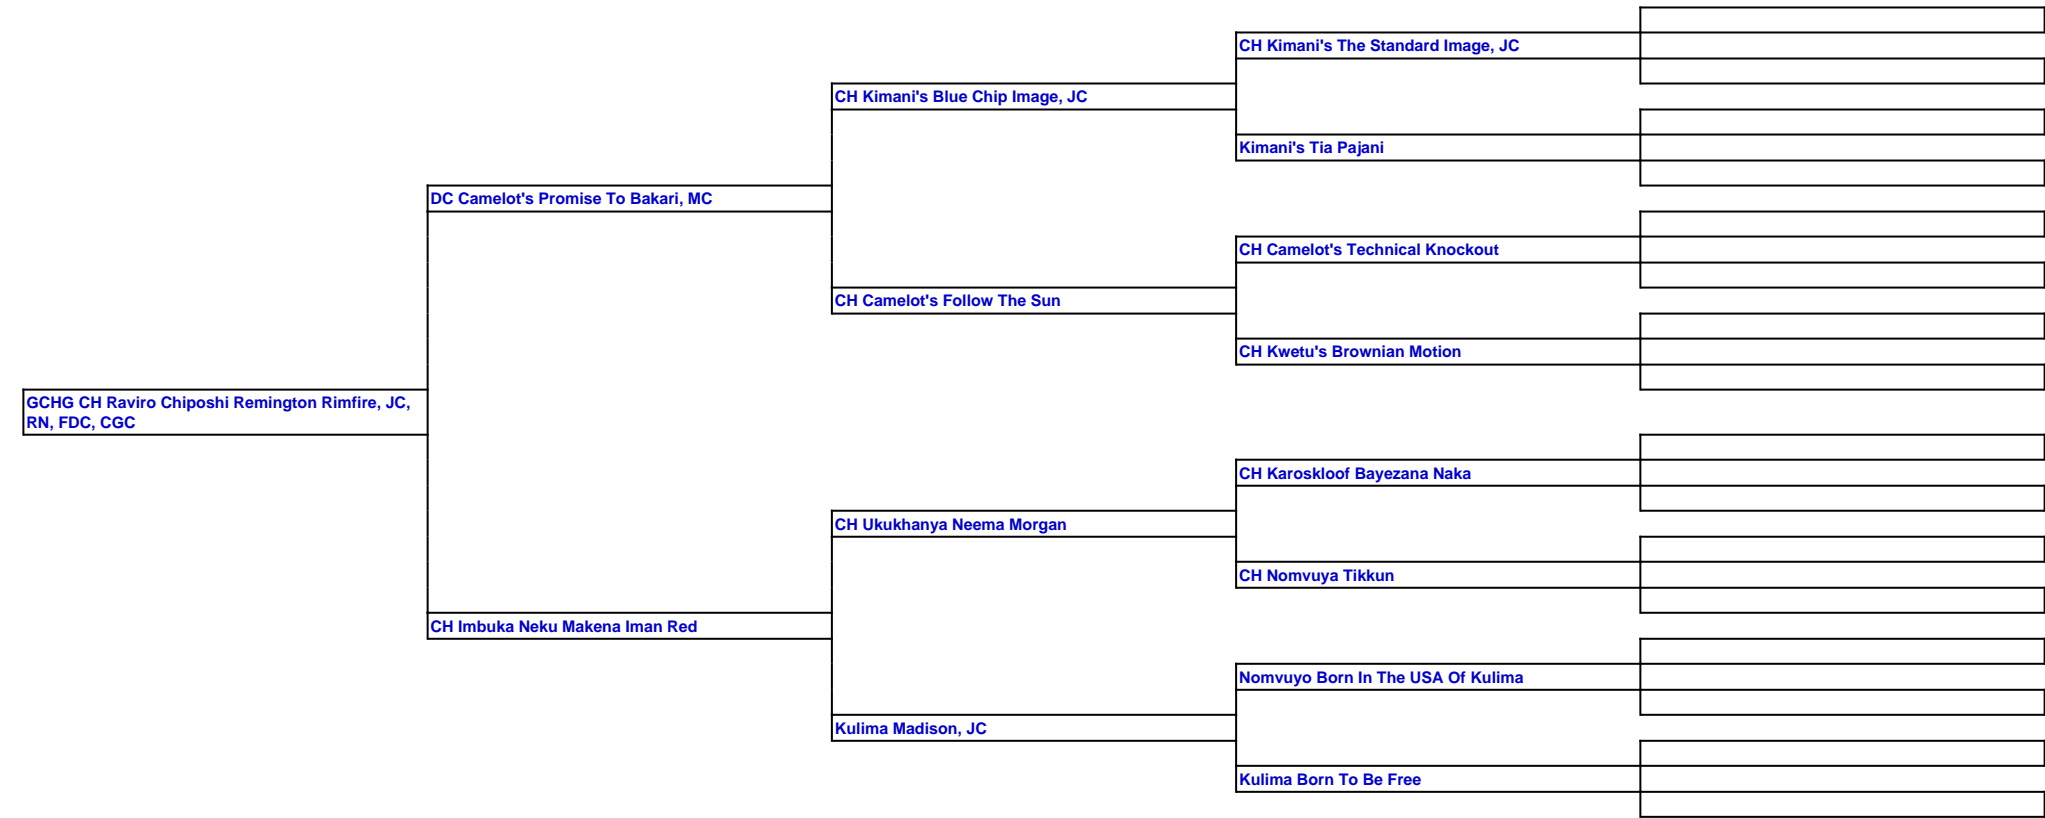 CH Kimani's The Standard Image, JC
CH Kimani's Blue Chip Image, JC
Kimani's Tia Pajani
DC Camelot's Promise To Bakari, MC
CH Camelot's Technical Knockout
CH Camelot's Follow The Sun
CH Kwetu's Brownian Motion
GCHG CH Raviro Chiposhi Remington Rimfire, JC,
RN, FDC, CGC
CH Karoskloof Bayezana Naka
CH Ukukhanya Neema Morgan
CH Nomvuya Tikkun
CH Imbuka Neku Makena Iman Red
Nomvuyo Born In The USA Of Kulima
Kulima Madison, JC
Kulima Born To Be Free